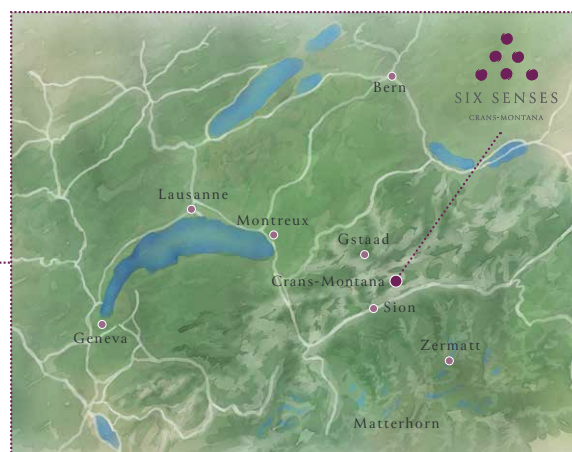 Bern
SIX SENSES
CRANS-MONTANA
Lausanne
Montreux
Gstaad
Crans-Montana
Sion
Geneva
Zermatt
Matterhorn